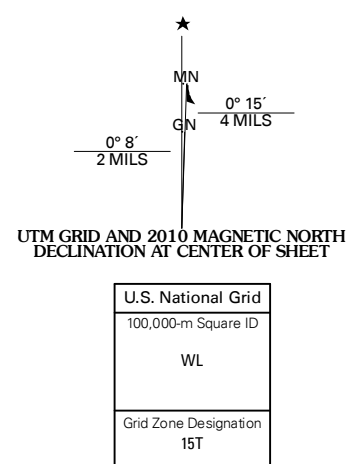 ★
MN
0° 15´
4 MILS
GN
0° 8´
2 MILS
UTM GRID AND 2010 MAGNETIC NORTH
DECLINATION AT CENTER OF SHEET
U.S. National Grid
100,000-m Square ID
WL
Grid Zone Designation
15T